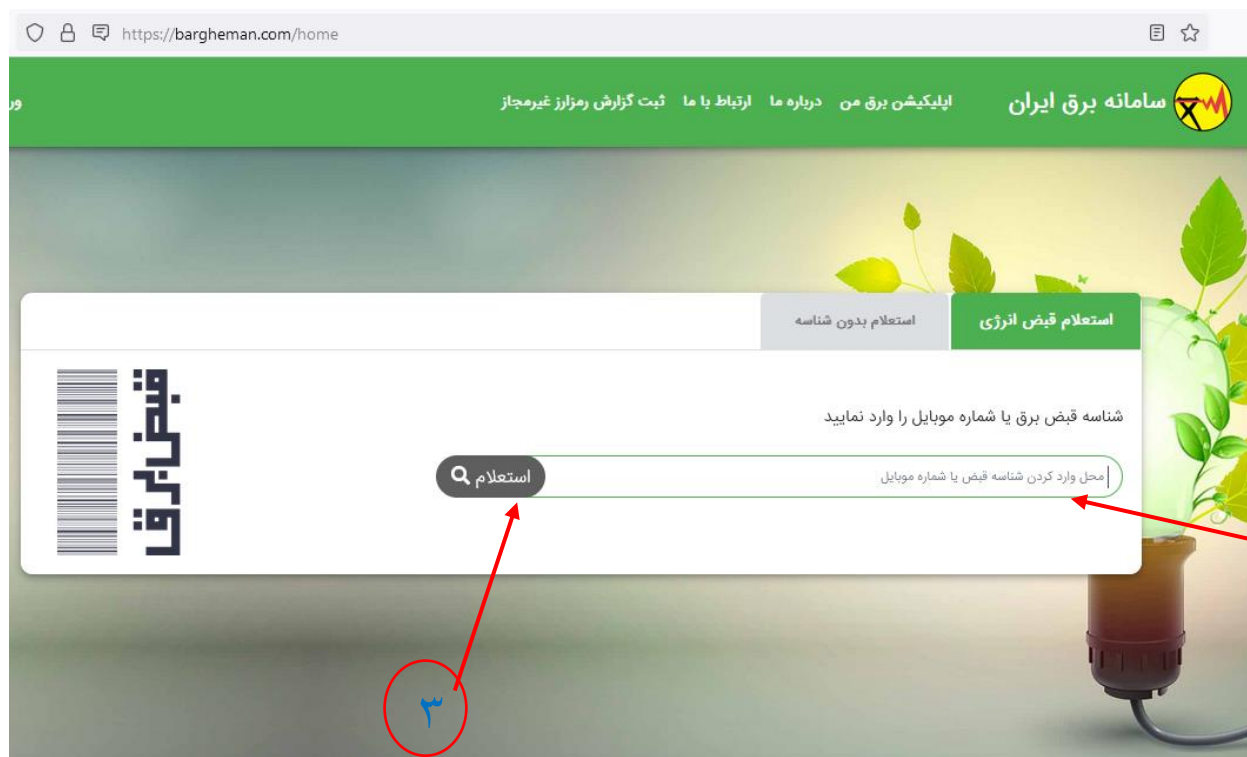 https://bargheman.com/home
سامانه برق ایران اپلیکیشن برق من درباره ما ارتباط با ما ثبت گزارش رمزارز غیرمجاز ور
استعلام قبض انرژی استعلام بدون شناسه
شناسه قبض برق یا شماره موبایل را وارد نمایید
محل وارد کردن شناسه قبض یا شماره موبایل استعلام
قبض برق
۳